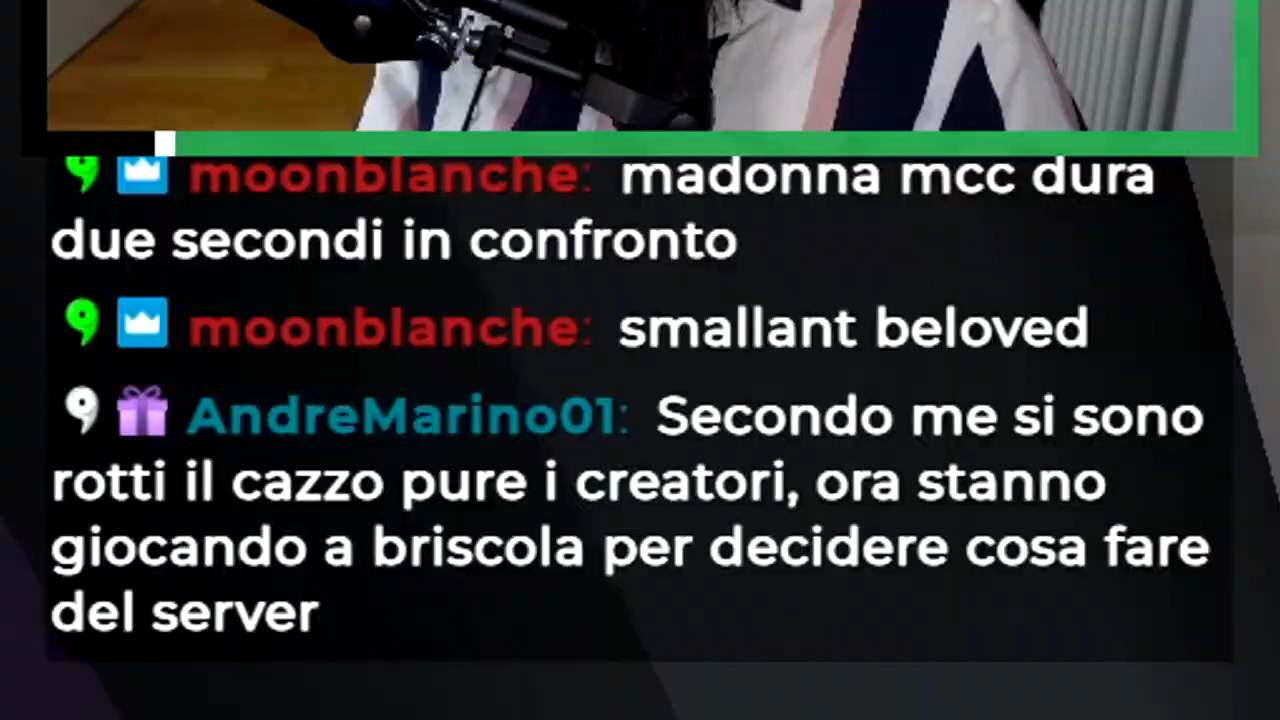 moonblanche: madonna mcc dura
due secondi in confronto
moonblanche: smallant beloved
AndreMarino01: Secondo me si sono
rotti il cazzo pure i creatori, ora stanno
giocando a briscola per decidere cosa fare
del server